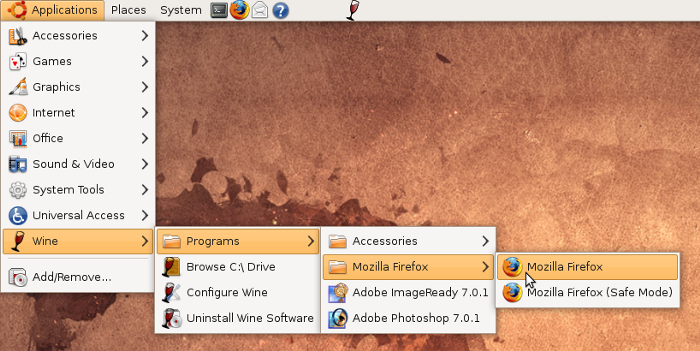 Applications Places System
Accessories
Games
Graphics
Internet
Office
Sound & Video
System Tools
Universal Access
Wine
Add/Remove...
Programs
Browse C:\ Drive
Configure Wine
Uninstall Wine Software
Accessories
Mozilla Firefox
Adobe ImageReady 7.0.1
Adobe Photoshop 7.0.1
Mozilla Firefox
Mozilla Firefox (Safe Mode)